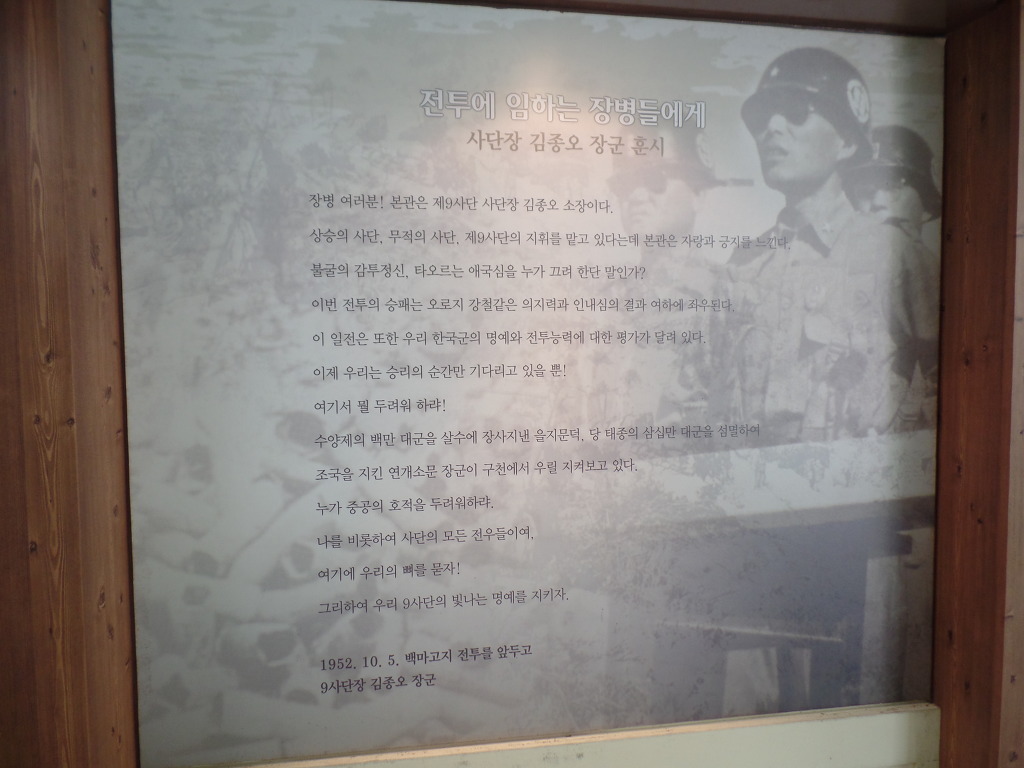 전투에 임하는 장병들에게
사단장 김종오 장군 훈시
장병 여러분! 본관은 제9사단 사단장 김종오 소장이다.
상승의 사단, 무적의 사단, 제9사단의 지휘를 맡고 있다는데 본관은 자랑과 긍지를 느낀다.
불굴의 감투정신, 타오르는 애국심을 누가 끄려 한단 말인가?
이번 전투의 승패는 오로지 강철같은 의지력과 인내심의 결과 여하에 좌우된다.
이 일전은 또한 우리 한국군의 명예와 전투능력에 대한 평가가 달려 있다.
이제 우리는 승리의 순간만 기다리고 있을 뿐!
여기서 뭘 두려워 하랴!
수양제의 백만 대군을 살수에 장사지낸 을지문덕, 당 태종의 삼십만 대군을 섬멸하여
조국을 지킨 연개소문 장군이 구천에서 우릴 지켜보고 있다.
누가 중공의 호적을 두려워하랴.
나를 비롯하여 사단의 모든 전우들이여,
여기에 우리의 뼈를 묻자!
그리하여 우리 9사단의 빛나는 명예를 지키자.
1952. 10. 5. 백마고지 전투를 앞두고
9사단장 김종오 장군